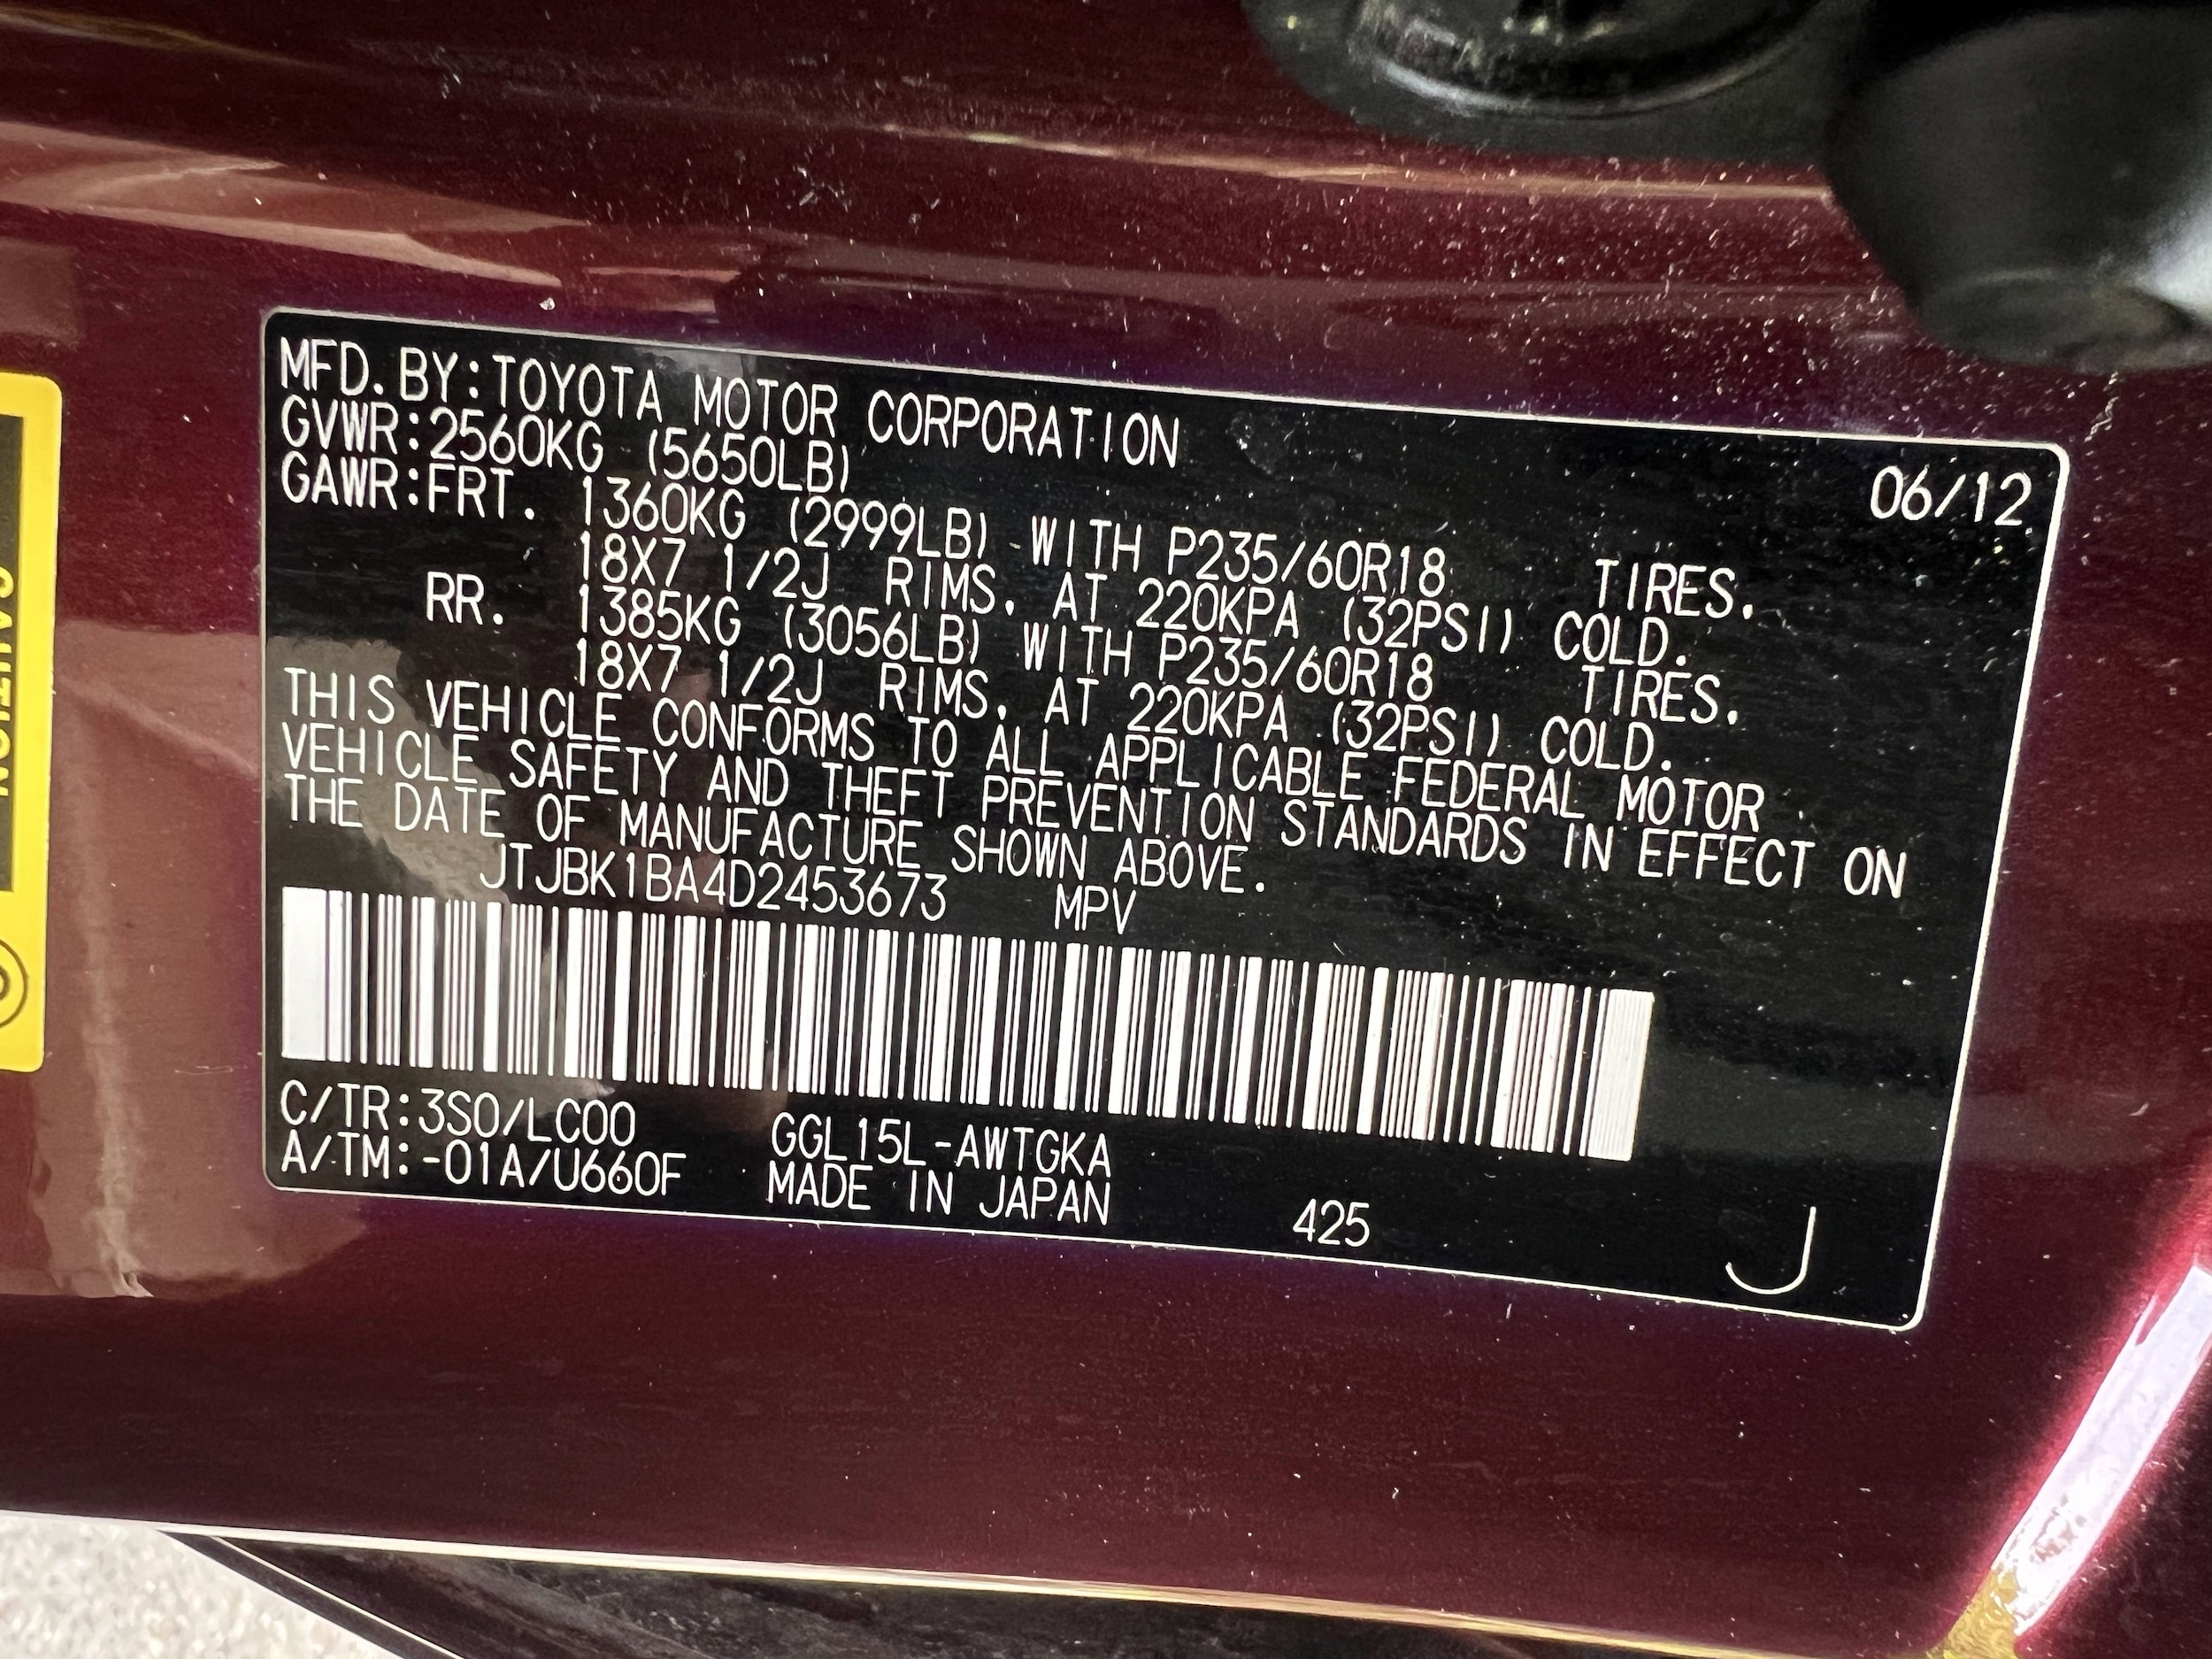 MFD. BY:TOYOTA MOTOR CORPORATION 06/12
GVWR:2560KG (5650LB)
GAWR:FRT. 1360KG (2999LB) WITH P235/60R18 TIRES.
18X7 1/2J RIMS, AT 220KPA (32PSI) COLD.
RR. 1385KG (3056LB) WITH P235/60R18 TIRES.
18X7 1/2J RIMS, AT 220KPA (32PSI) COLD.
THIS VEHICLE CONFORMS TO ALL APPLICABLE FEDERAL MOTOR
VEHICLE SAFETY AND THEFT PREVENTION STANDARDS IN EFFECT ON
THE DATE OF MANUFACTURE SHOWN ABOVE.
JTJBK1BA4D2453673 MPV
C/TR:3S0/LC00 GGL15L-AWTGKA
A/TM:-01A/U660F MADE IN JAPAN 425 J
CAUTION